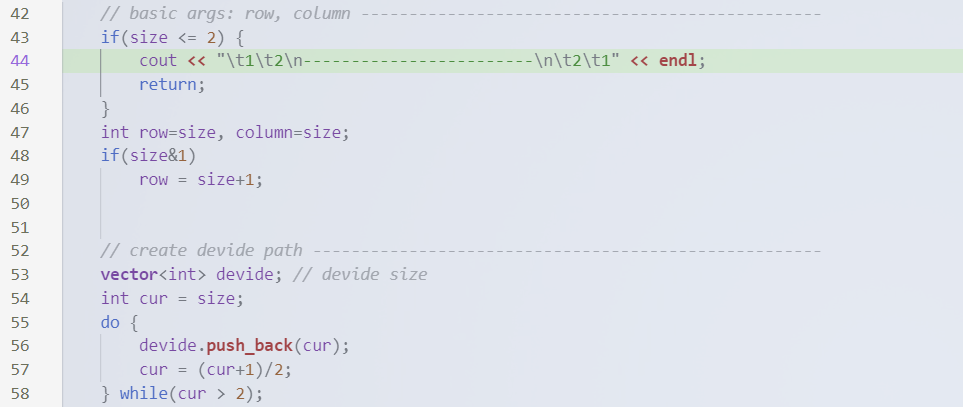 42 // basic args: row, column ------------------------------------------------
43 if(size <= 2) {
44 cout << "\t1\t2\n------------------------\n\t2\t1" << endl;
45 return;
46 }
47 int row=size, column=size;
48 if(size&1)
49 row = size+1;
50
51
52 // create devide path -----------------------------------------------------
53 vector<int> devide; // devide size
54 int cur = size;
55 do {
56 devide.push_back(cur);
57 cur = (cur+1)/2;
58 } while(cur > 2);